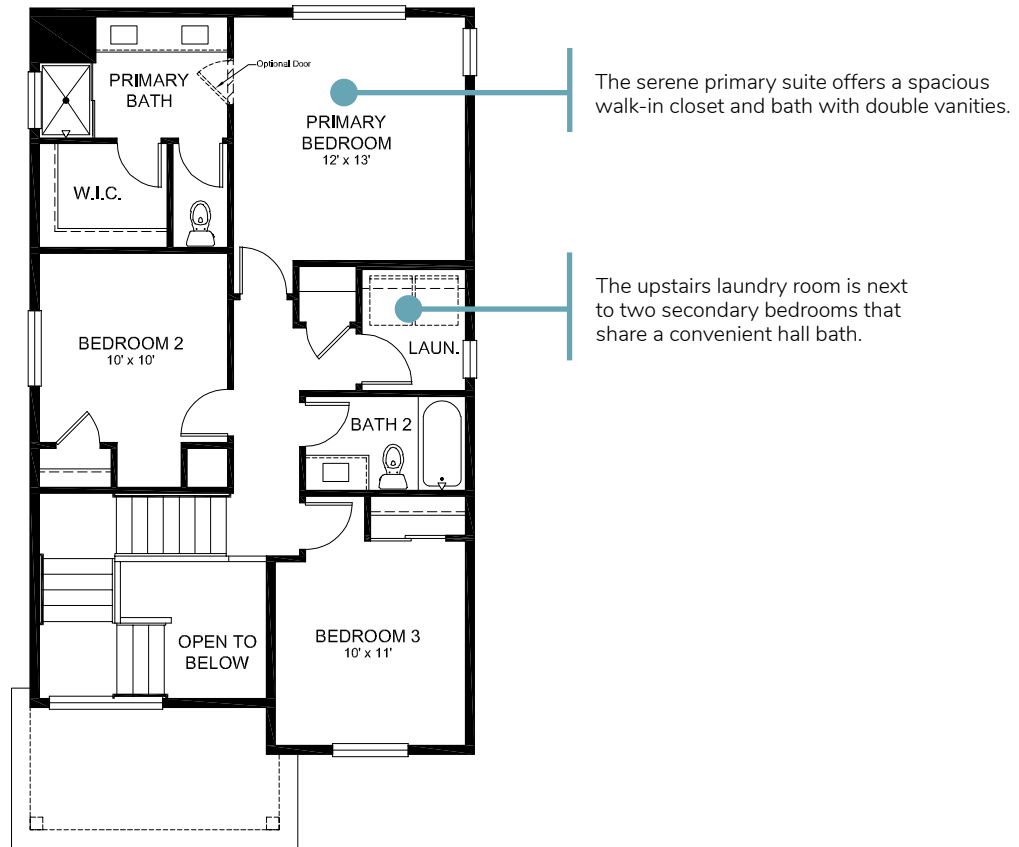 Optional Door
PRIMARY
BATH
PRIMARY
BEDROOM
12' x 13'
The serene primary suite offers a spacious
walk-in closet and bath with double vanities.
W.I.C.
The upstairs laundry room is next
to two secondary bedrooms that
share a convenient hall bath.
BEDROOM 2
10' x 10'
LAUN.
BATH 2
OPEN TO
BELOW
BEDROOM 3
10' x 11'